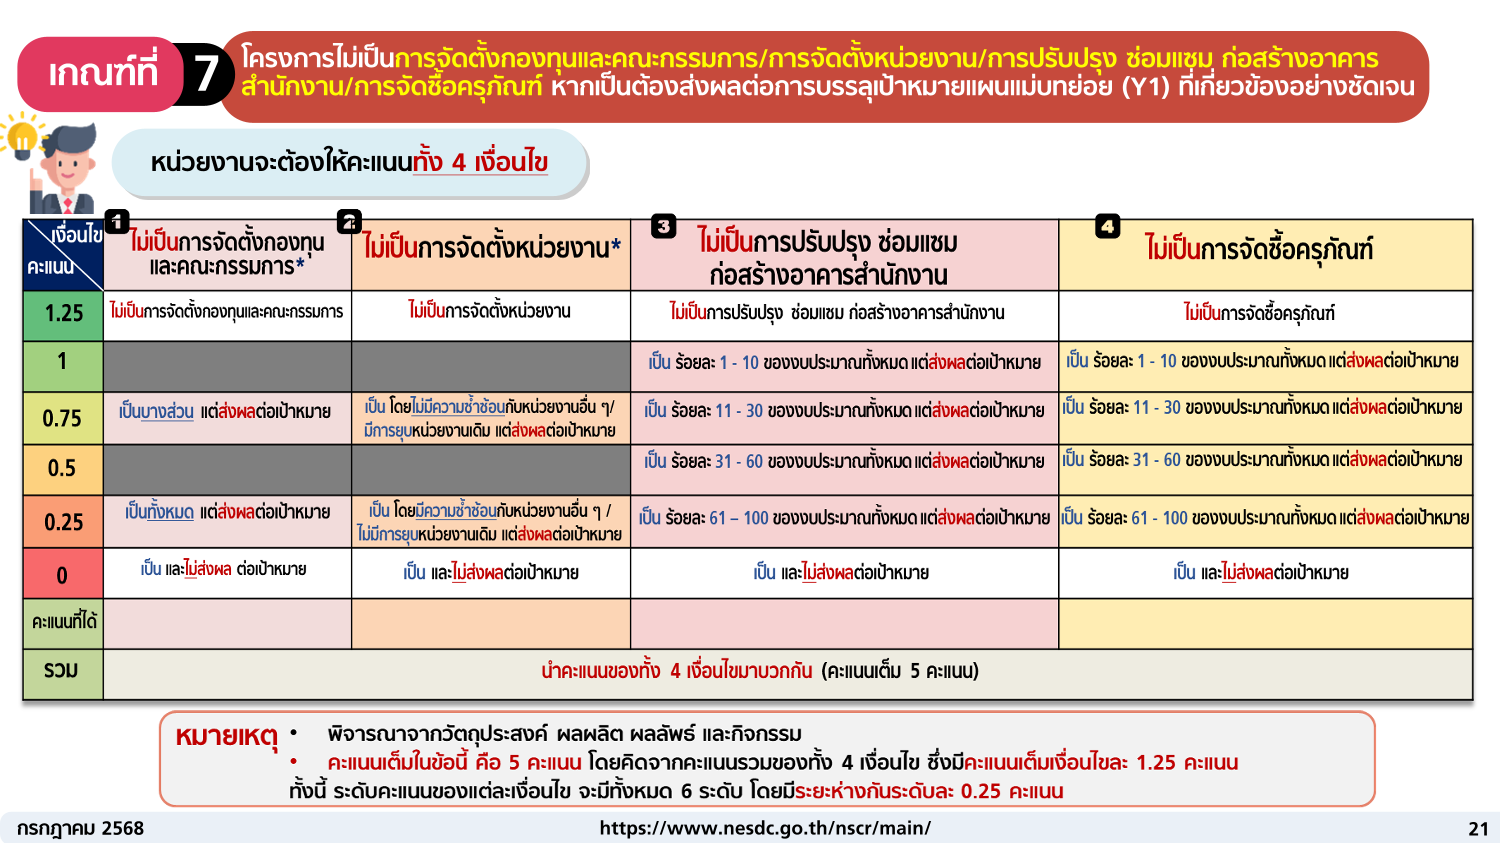 เกณฑ์ที่ 7
โครงการไม่เป็นการจัดตั้งกองทุนและคณะกรรมการ/การจัดตั้งหน่วยงาน/การปรับปรุง ซ่อมแซม ก่อสร้างอาคาร
สำนักงาน/การจัดซื้อครุภัณฑ์ หากเป็นต้องส่งผลต่อการบรรลุเป้าหมายแผนแม่บทย่อย (Y1) ที่เกี่ยวข้องอย่างชัดเจน
หน่วยงานจะต้องให้คะแนนทั้ง 4 เงื่อนไข
เงื่อนไข
คะแนน
1
ไม่เป็นการจัดตั้งกองทุน
และคณะกรรมการ*
2
ไม่เป็นการจัดตั้งหน่วยงาน*
3
ไม่เป็นการปรับปรุง ซ่อมแซม
ก่อสร้างอาคารสำนักงาน
4
ไม่เป็นการจัดซื้อครุภัณฑ์
1.25
ไม่เป็นการจัดตั้งกองทุนและคณะกรรมการ
ไม่เป็นการจัดตั้งหน่วยงาน
ไม่เป็นการปรับปรุง ซ่อมแซม ก่อสร้างอาคารสำนักงาน
ไม่เป็นการจัดซื้อครุภัณฑ์
1
เป็น ร้อยละ 1 - 10 ของงบประมาณทั้งหมด แต่ส่งผลต่อเป้าหมาย
เป็น ร้อยละ 1 - 10 ของงบประมาณทั้งหมด แต่ส่งผลต่อเป้าหมาย
0.75
เป็นบางส่วน แต่ส่งผลต่อเป้าหมาย
เป็น โดยไม่มีความซ้ำซ้อนกับหน่วยงานอื่น ๆ/
มีการยุบหน่วยงานเดิม แต่ส่งผลต่อเป้าหมาย
เป็น ร้อยละ 11 - 30 ของงบประมาณทั้งหมด แต่ส่งผลต่อเป้าหมาย
เป็น ร้อยละ 11 - 30 ของงบประมาณทั้งหมด แต่ส่งผลต่อเป้าหมาย
0.5
เป็น ร้อยละ 31 - 60 ของงบประมาณทั้งหมด แต่ส่งผลต่อเป้าหมาย
เป็น ร้อยละ 31 - 60 ของงบประมาณทั้งหมด แต่ส่งผลต่อเป้าหมาย
0.25
เป็นทั้งหมด แต่ส่งผลต่อเป้าหมาย
เป็น โดยมีความซ้ำซ้อนกับหน่วยงานอื่น ๆ /
ไม่มีการยุบหน่วยงานเดิม แต่ส่งผลต่อเป้าหมาย
เป็น ร้อยละ 61 – 100 ของงบประมาณทั้งหมด แต่ส่งผลต่อเป้าหมาย
เป็น ร้อยละ 61 - 100 ของงบประมาณทั้งหมด แต่ส่งผลต่อเป้าหมาย
0
เป็น และไม่ส่งผล ต่อเป้าหมาย
เป็น และไม่ส่งผลต่อเป้าหมาย
เป็น และไม่ส่งผลต่อเป้าหมาย
เป็น และไม่ส่งผลต่อเป้าหมาย
คะแนนที่ได้
รวม
นำคะแนนของทั้ง 4 เงื่อนไขมาบวกกัน (คะแนนเต็ม 5 คะแนน)
หมายเหตุ • พิจารณาจากวัตถุประสงค์ ผลผลิต ผลลัพธ์ และกิจกรรม
• คะแนนเต็มในข้อนี้ คือ 5 คะแนน โดยคิดจากคะแนนรวมของทั้ง 4 เงื่อนไข ซึ่งมีคะแนนเต็มเงื่อนไขละ 1.25 คะแนน
ทั้งนี้ ระดับคะแนนของแต่ละเงื่อนไข จะมีทั้งหมด 6 ระดับ โดยมีระยะห่างกันระดับละ 0.25 คะแนน
กรกฎาคม 2568
https://www.nesdc.go.th/nscr/main/
21